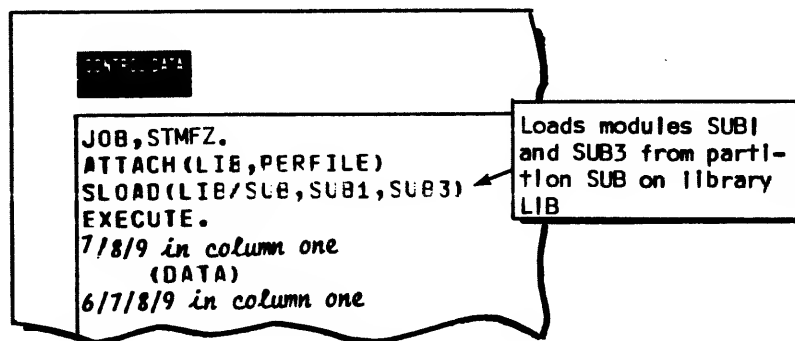 CONTROL DATA
JOB,STMFZ.
ATTACH(LIB,PERFILE)
SLOAD(LIB/SUB,SUB1,SUB3)
EXECUTE.
7/8/9 in column one
(DATA)
6/7/8/9 in column one
Loads modules SUB1
and SUB3 from parti-
tion SUB on library
LIB